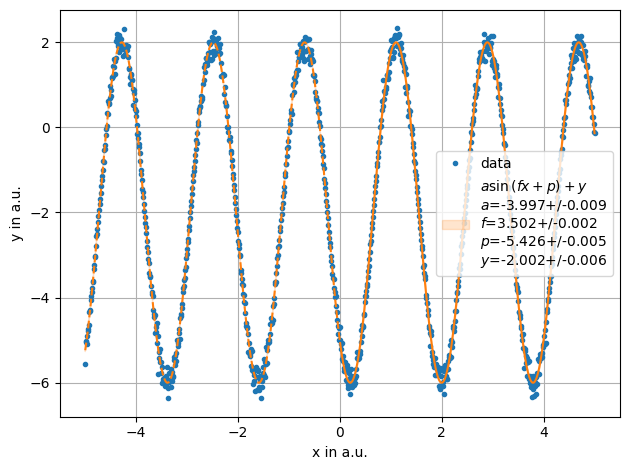 2
0
−2
−4
−6
y in a.u.
data
a sin (fx + p) + y
a=-3.997+/-0.009
f=3.502+/-0.002
p=-5.426+/-0.005
y=-2.002+/-0.006
−4 −2 0 2 4
x in a.u.